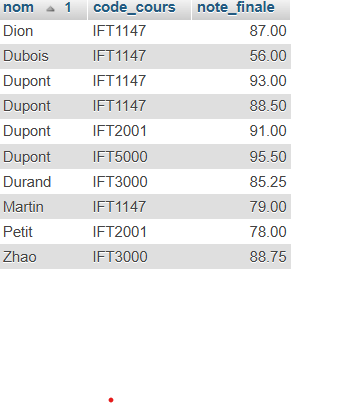 nom 1 code_cours note_finale
Dion IFT1147 87.00
Dubois IFT1147 56.00
Dupont IFT1147 93.00
Dupont IFT1147 88.50
Dupont IFT2001 91.00
Dupont IFT5000 95.50
Durand IFT3000 85.25
Martin IFT1147 79.00
Petit IFT2001 78.00
Zhao IFT3000 88.75